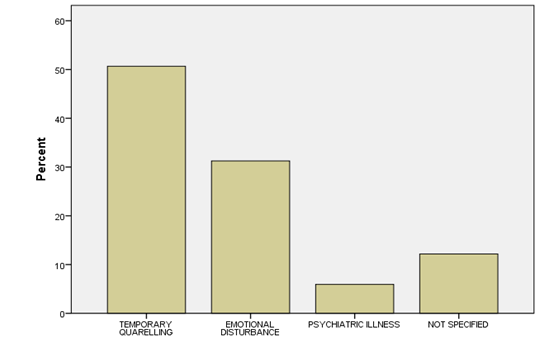 60
50
40
30
20
10
0
Percent
TEMPORARY
QUARELLING
EMOTIONAL
DISTURBANCE
PSYCHIATRIC ILLNESS
NOT SPECIFIED